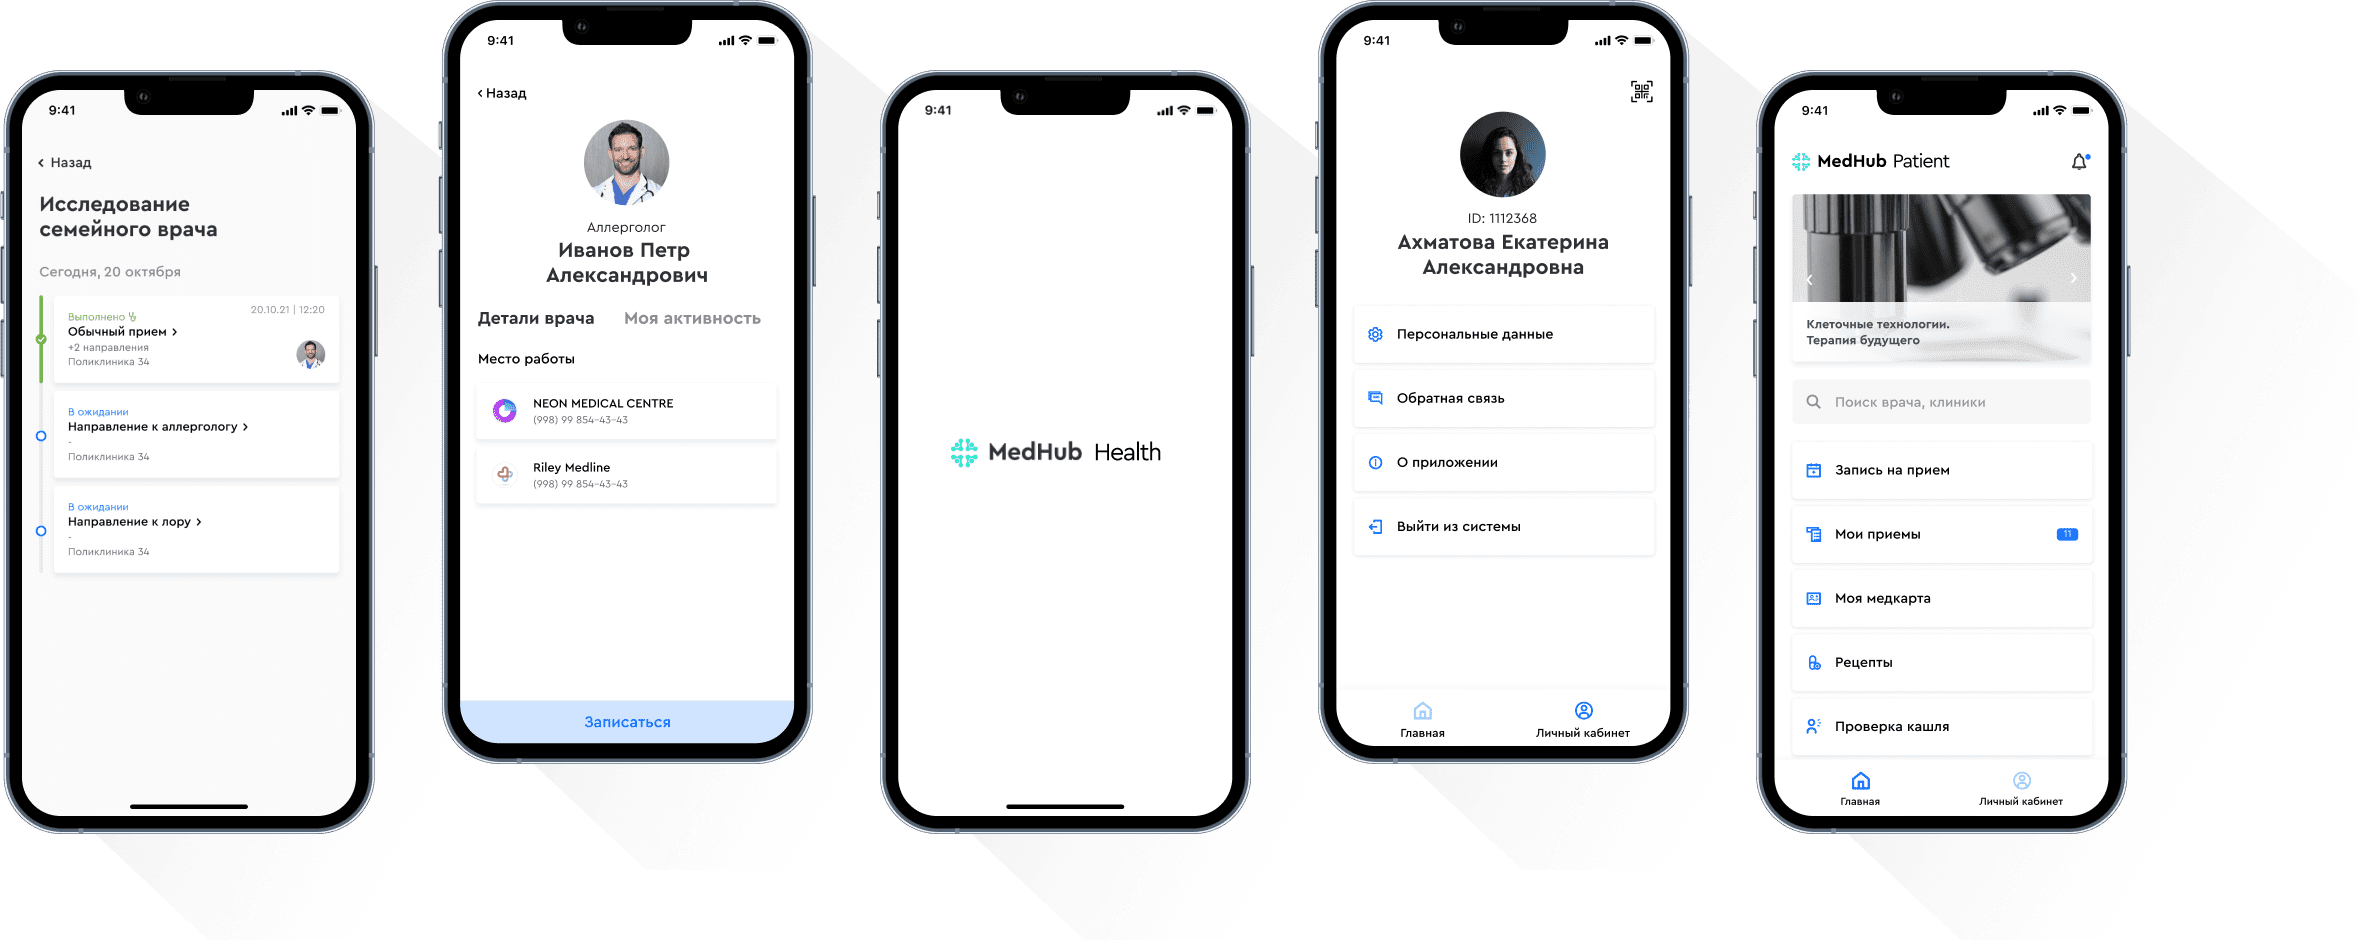 9:41
Назад
Исследование
семейного врача
Сегодня, 20 октября
20.10.21 | 12:20
Выполнено
Обычный прием
+2 направления
Поликлиника 34
В ожидании
Направление к аллергологу
-
Поликлиника 34
В ожидании
Направление к лору
-
Поликлиника 34
9:41
Назад
Аллерголог
Иванов Петр
Александрович
Детали врача Моя активность
Место работы
NEON MEDICAL CENTRE
(998) 99 854-43-43
Riley Medline
(998) 99 854-43-43
Записаться
9:41
MedHub Health
9:41
ID: 1112368
Ахматова Екатерина
Александровна
Персональные данные
Обратная связь
О приложении
Выйти из системы
Главная Личный кабинет
9:41
MedHub Patient
Клеточные технологии.
Терапия будущего
Поиск врача, клиники
Запись на прием
Мои приемы 11
Моя медкарта
Рецепты
Проверка кашля
Главная Личный кабинет